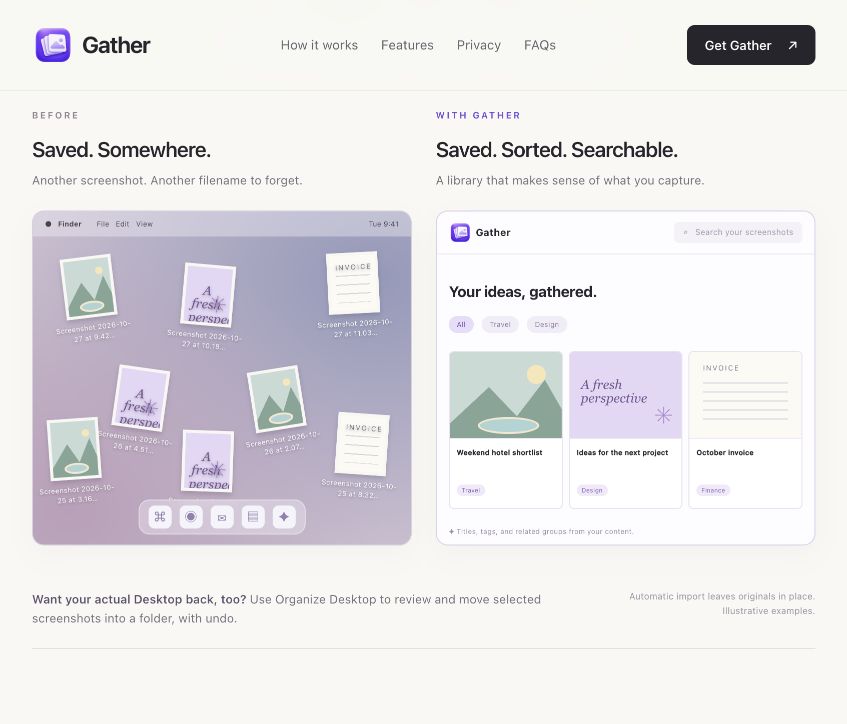 Gather
How it works
Features
Privacy
FAQs
Get Gather
BEFORE
Saved. Somewhere.
Another screenshot. Another filename to forget.
Finder
File
Edit
View
Tue 9:41
Screenshot 2026-10-
27 at 9.42...
A
fresh
perspe
Screenshot 2026-10-
27 at 10.18...
INVOICE
Screenshot 2026-10-
27 at 11.03...
A
fresh
perspe
Screenshot 2026-10-
26 at 4.51...
Screenshot 2026-10-
26 at 2.07...
Screenshot 2026-10-
25 at 3.16...
A
fresh
perspe
INVOICE
Screenshot 2026-10-
25 at 8.32...
WITH GATHER
Saved. Sorted. Searchable.
A library that makes sense of what you capture.
Gather
Search your screenshots
Your ideas, gathered.
All
Travel
Design
A fresh
perspective
INVOICE
Weekend hotel shortlist
Travel
Ideas for the next project
Design
October invoice
Finance
Titles, tags, and related groups from your content.
Want your actual Desktop back, too? Use Organize Desktop to review and move selected
screenshots into a folder, with undo.
Automatic import leaves originals in place.
Illustrative examples.